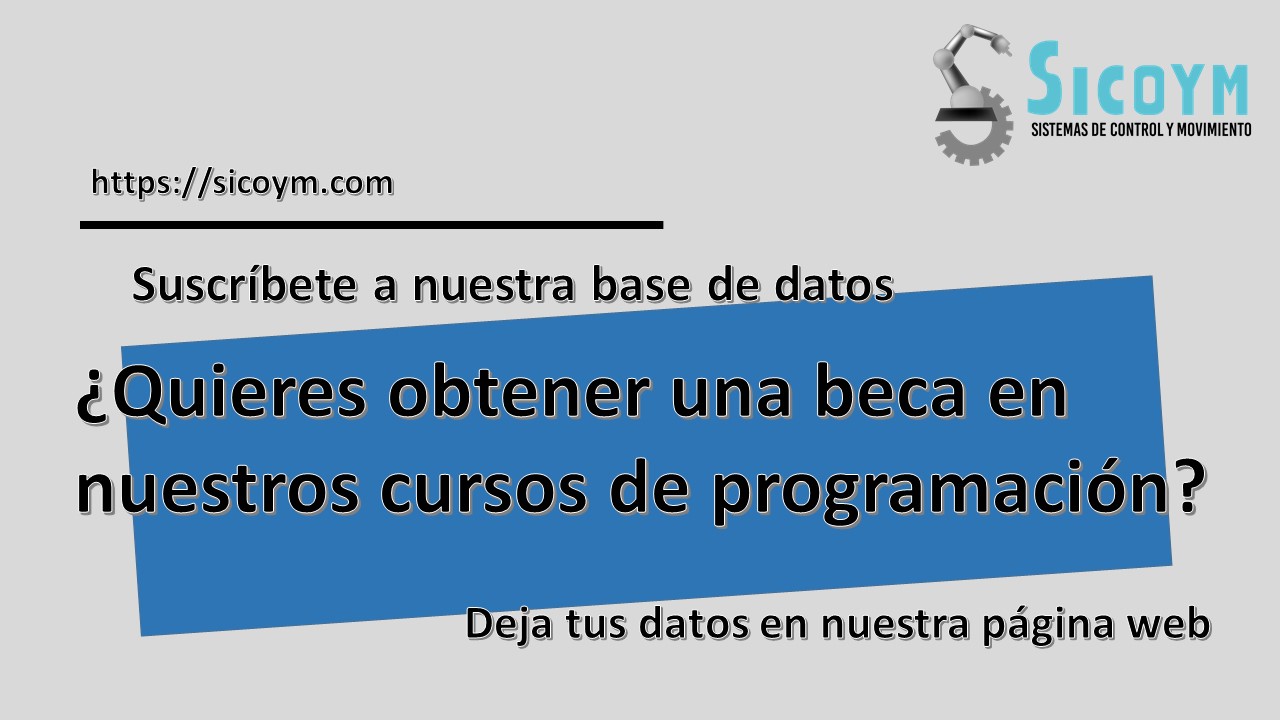 SICOYM
SISTEMAS DE CONTROL Y MOVIMIENTO
https://sicoym.com
Suscríbete a nuestra base de datos
¿Quieres obtener una beca en
nuestros cursos de programación?
Deja tus datos en nuestra página web